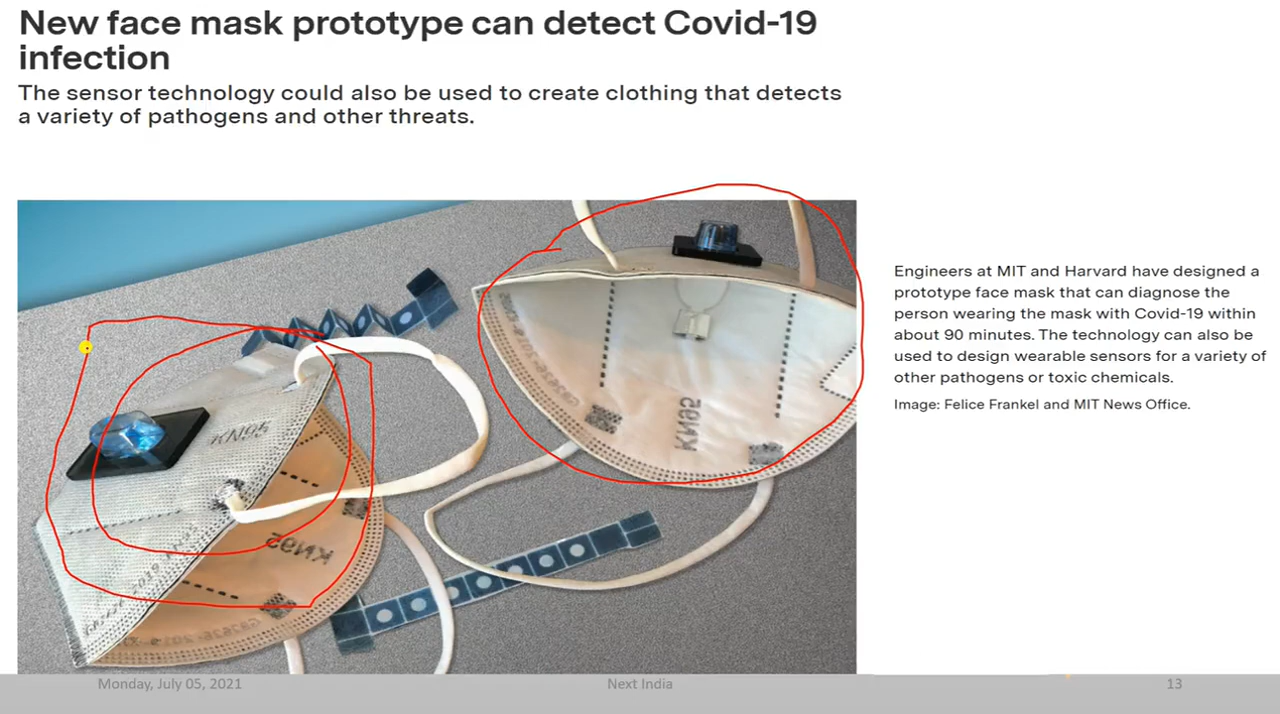 New face mask prototype can detect Covid-19
infection
The sensor technology could also be used to create clothing that detects
a variety of pathogens and other threats.
Engineers at MIT and Harvard have designed a
prototype face mask that can diagnose the
person wearing the mask with Covid-19 within
about 90 minutes. The technology can also be
used to design wearable sensors for a variety of
other pathogens or toxic chemicals.
Image: Felice Frankel and MIT News Office.
KN95
KN95
KN95
Monday, July 05, 2021
Next India
13